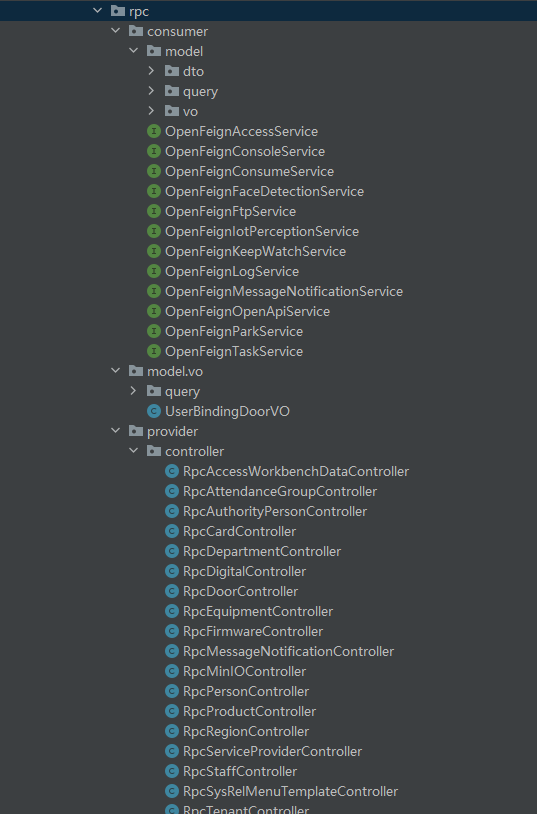 rpc
consumer
model
dto
query
vo
OpenFeignAccessService
OpenFeignConsoleService
OpenFeignConsumeService
OpenFeignFaceDetectionService
OpenFeignFtpService
OpenFeignIotPerceptionService
OpenFeignKeepWatchService
OpenFeignLogService
OpenFeignMessageNotificationService
OpenFeignOpenApiService
OpenFeignParkService
OpenFeignTaskService
model.vo
query
UserBindingDoorVO
provider
controller
RpcAccessWorkbenchDataController
RpcAttendanceGroupController
RpcAuthorityPersonController
RpcCardController
RpcDepartmentController
RpcDigitalController
RpcDoorController
RpcEquipmentController
RpcFirmwareController
RpcMessageNotificationController
RpcMinIOController
RpcPersonController
RpcProductController
RpcRegionController
RpcServiceProviderController
RpcStaffController
RpcSysRelMenuTemplateController
RpcTenantController